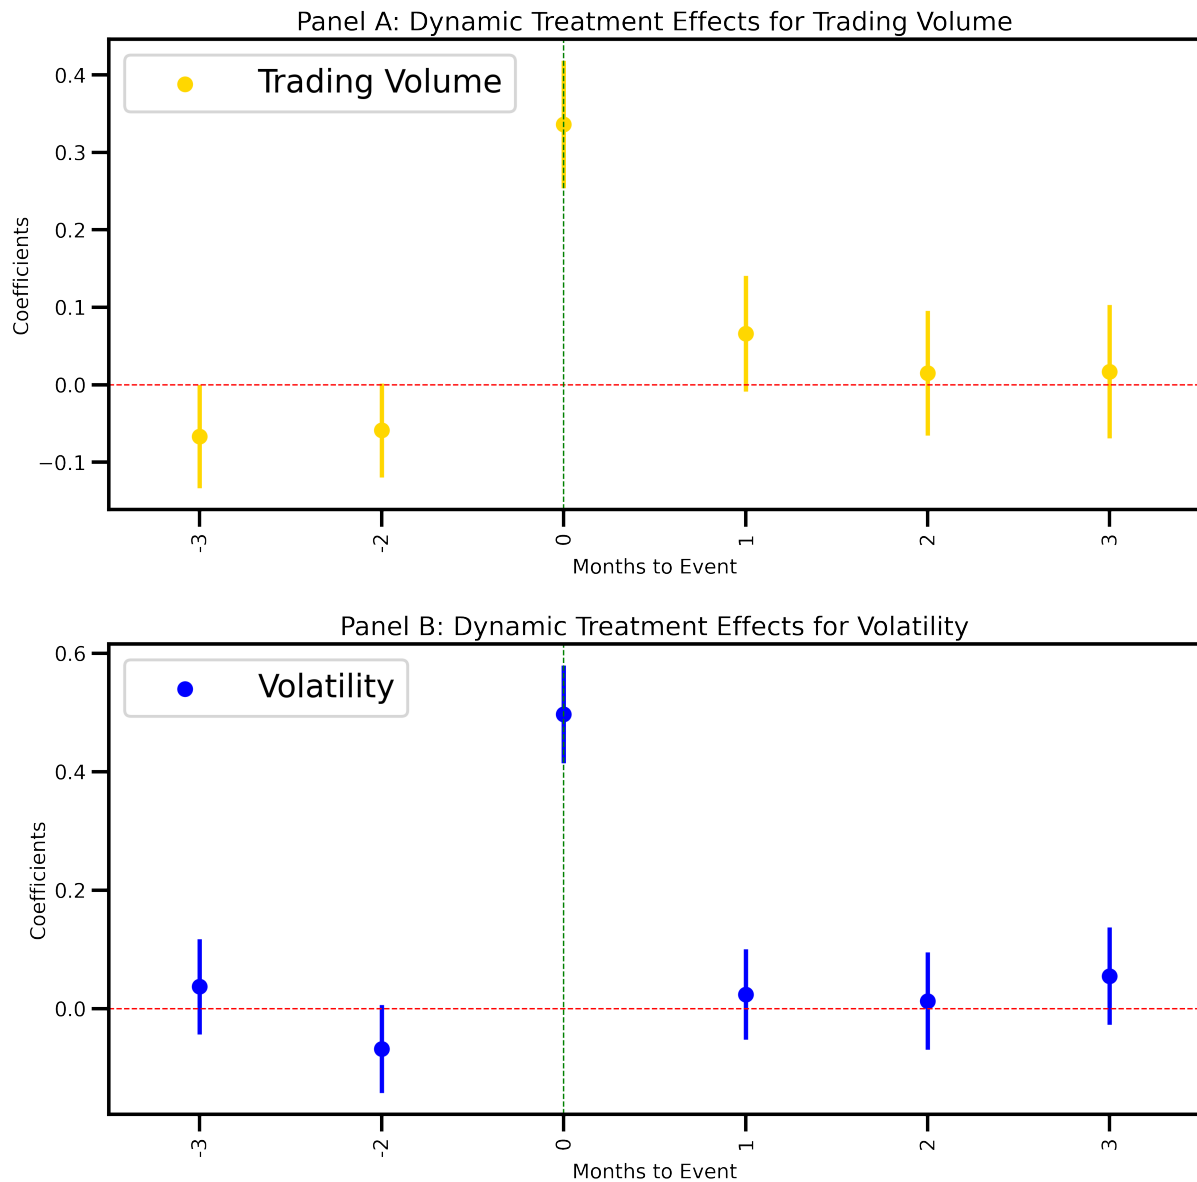 Panel A: Dynamic Treatment Effects for Trading Volume
Trading Volume
0.4
0.3
0.2
0.1
0.0
−0.1
Coefficients
-3
-2
0
1
2
3
Months to Event
Panel B: Dynamic Treatment Effects for Volatility
Volatility
0.6
0.4
0.2
0.0
Coefficients
-3
-2
0
1
2
3
Months to Event